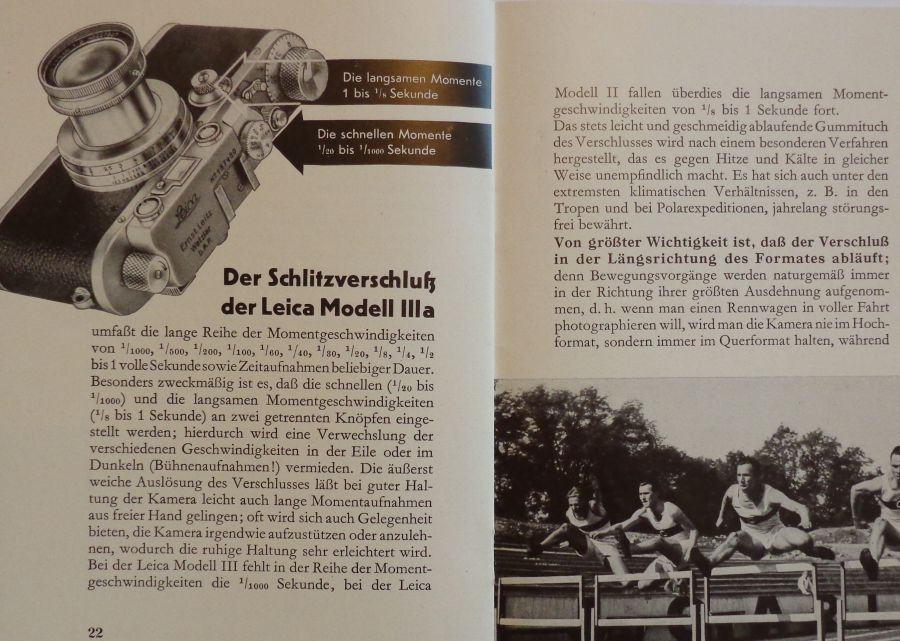 Die langsamen Momente
1 bis 1/8 Sekunde
Die schnellen Momente
1/20 bis 1/1000 Sekunde
Leica
Ernst Leitz
Wetzlar
D.R.P.
Der Schlitzverschluß
der Leica Modell IIIa
umfaßt die lange Reihe der Momentgeschwindigkeiten
von 1/1000, 1/500, 1/200, 1/100, 1/60, 1/40, 1/30, 1/20, 1/8, 1/4, 1/2
bis 1 volle Sekunde sowie Zeitaufnahmen beliebiger Dauer.
Besonders zweckmäßig ist es, daß die schnellen (1/20 bis
1/1000) und die langsamen Momentgeschwindigkeiten
(1/8 bis 1 Sekunde) an zwei getrennten Knöpfen einge-
stellt werden; hierdurch wird eine Verwechslung der
verschiedenen Geschwindigkeiten in der Eile oder im
Dunkeln (Bühnenaufnahmen!) vermieden. Die äußerst
weiche Auslösung des Verschlusses läßt bei guter Hal-
tung der Kamera leicht auch lange Momentaufnahmen
aus freier Hand gelingen; oft wird sich auch Gelegenheit
bieten, die Kamera irgendwie aufzustützen oder anzuleh-
nen, wodurch die ruhige Haltung sehr erleichtert wird.
Bei der Leica Modell III fehlt in der Reihe der Moment-
geschwindigkeiten die 1/1000 Sekunde, bei der Leica
22
Modell II fallen überdies die langsamen Moment-
geschwindigkeiten von 1/8 bis 1 Sekunde fort.
Das stets leicht und geschmeidig ablaufende Gummituch
des Verschlusses wird nach einem besonderen Verfahren
hergestellt, das es gegen Hitze und Kälte in gleicher
Weise unempfindlich macht. Es hat sich auch unter den
extremsten klimatischen Verhältnissen, z. B. in den
Tropen und bei Polarexpeditionen, jahrelang störungs-
frei bewährt.
Von größter Wichtigkeit ist, daß der Verschluß
in der Längsrichtung des Formates abläuft;
denn Bewegungsvorgänge werden naturgemäß immer
in der Richtung ihrer größten Ausdehnung aufgenom-
men, d. h. wenn man einen Rennwagen in voller Fahrt
photographieren will, wird man die Kamera nie im Hoch-
format, sondern immer im Querformat halten, während